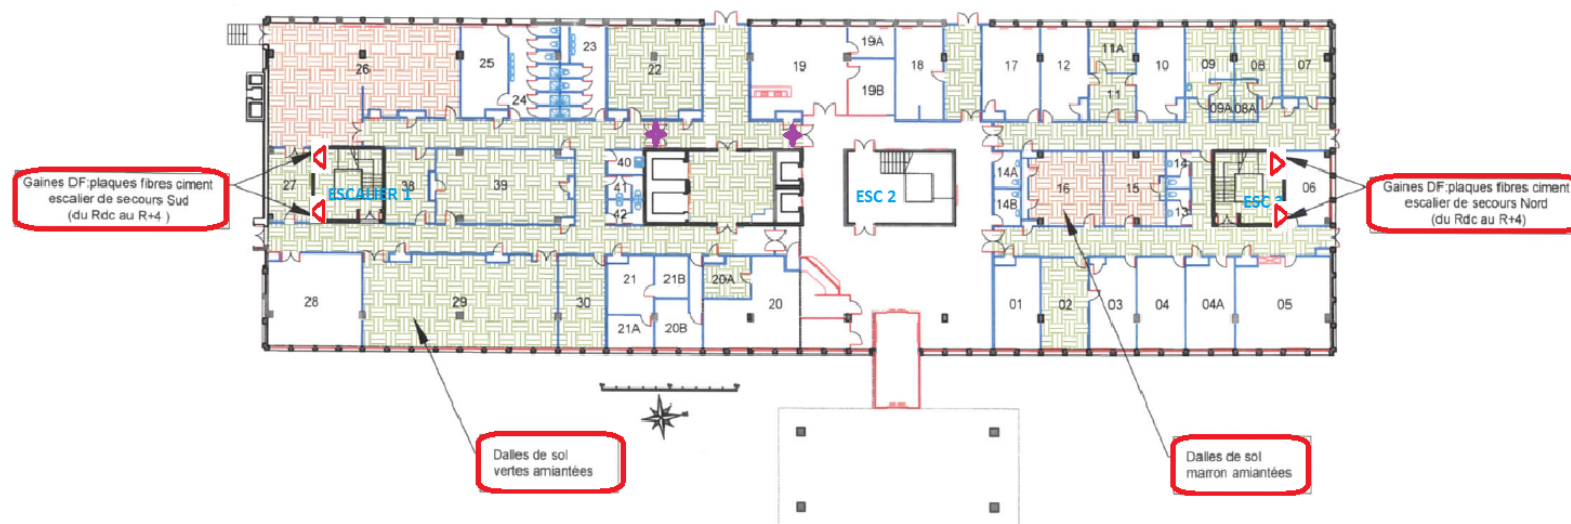 23
19A
11A
26
25
22
19
18
17
12
10
09
08
07
19B
11
24
09A
08A
40
14A
14
27
38
39
41
16
15
06
ESCALIER 1
ESC 2
ESC
42
14B
13
Gaines DF:plaques fibres ciment
escalier de secours Sud
(du Rdc au R+4 )
Gaines DF:plaques fibres ciment
escalier de secours Nord
(du Rdc au R+4)
28
29
30
21
21B
20A
20
21A
20B
01
02
03
04
04A
05
Dalles de sol
vertes amiantées
Dalles de sol
marron amiantées